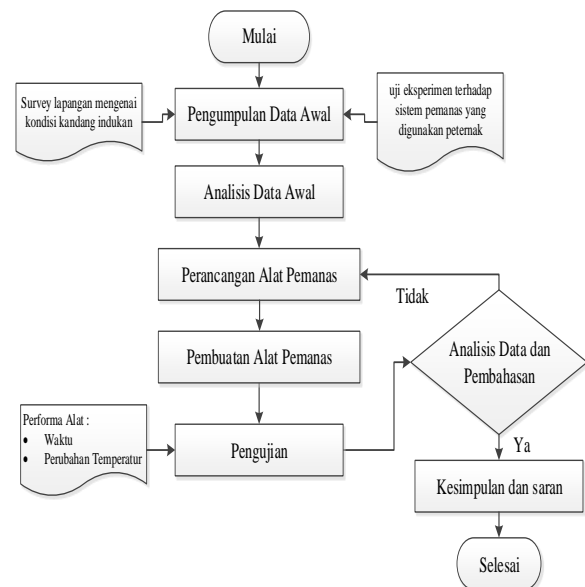 Mulai
Survey lapangan mengenai
kondisi kandang indukan
Pengumpulan Data Awal
uji eksperimen terhadap
sistem pemanas yang
digunakan peternak
Analisis Data Awal
Perancangan Alat Pemanas
Tidak
Pembuatan Alat Pemanas
Analisis Data dan
Pembahasan
Performa Alat :
● Waktu
● Perubahan Temperatur
Pengujian
Ya
Kesimpulan dan saran
Selesai